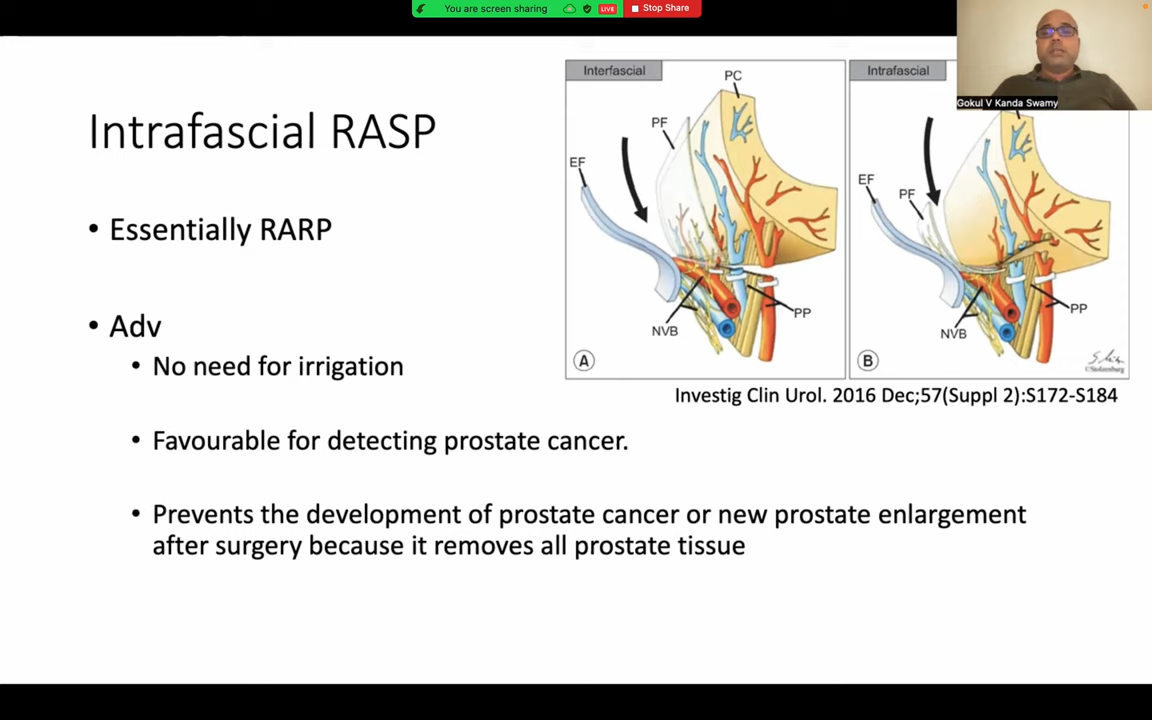 You are screen sharing
LIVE
Stop Share
Gokul V Kanda Swamy
Intrafascial RASP
• Essentially RARP
• Adv
• No need for irrigation
• Favourable for detecting prostate cancer.
• Prevents the development of prostate cancer or new prostate enlargement
after surgery because it removes all prostate tissue
Interfascial
PC
PF
EF
NVB
PP
A
Intrafascial
EF
PF
NVB
PP
B
©Stolzenburg
Investig Clin Urol. 2016 Dec;57(Suppl 2):S172-S184